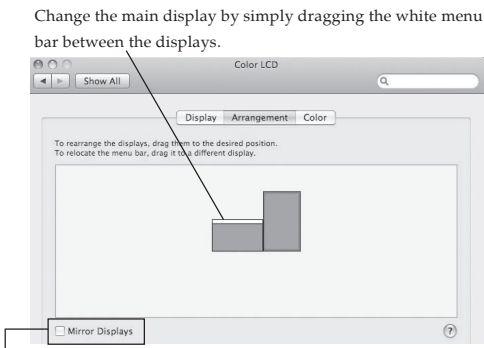 Change the main display by simply dragging the white menu
bar between the displays.
Color LCD
Show All
Display Arrangement Color
To rearrange the displays, drag them to the desired position.
To relocate the menu bar, drag it to a different display.
Mirror Displays
?